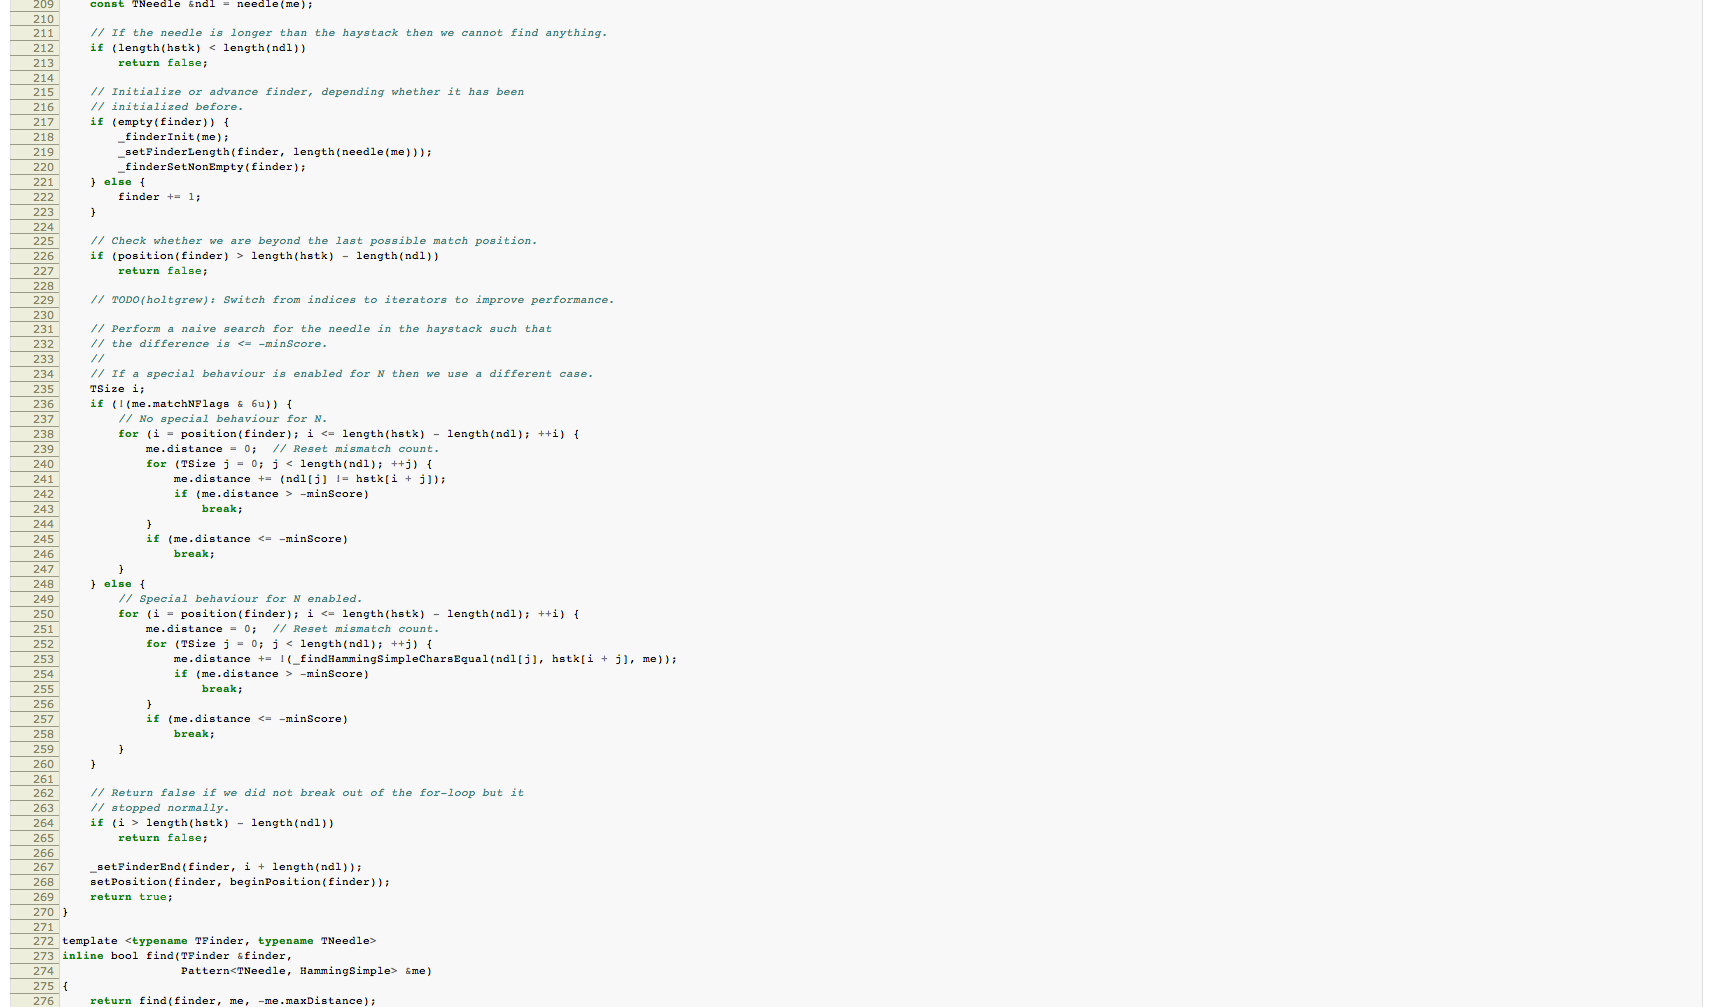 209     const TNeedle &ndl = needle(me);
210
211     // If the needle is longer than the haystack then we cannot find anything.
212     if (length(hstk) < length(ndl))
213         return false;
214
215     // Initialize or advance finder, depending whether it has been
216     // initialized before.
217     if (empty(finder)) {
218         _finderInit(me);
219         _setFinderLength(finder, length(needle(me)));
220         _finderSetNonEmpty(finder);
221     } else {
222         finder += 1;
223     }
224
225     // Check whether we are beyond the last possible match position.
226     if (position(finder) > length(hstk) - length(ndl))
227         return false;
228
229     // TODO(holtgrew): Switch from indices to iterators to improve performance.
230
231     // Perform a naive search for the needle in the haystack such that
232     // the difference is <= -minScore.
233     //
234     // If a special behaviour is enabled for N then we use a different case.
235     TSize i;
236     if (!(me.matchNFlags & 6u)) {
237         // No special behaviour for N.
238         for (i = position(finder); i <= length(hstk) - length(ndl); ++i) {
239             me.distance = 0;  // Reset mismatch count.
240             for (TSize j = 0; j < length(ndl); ++j) {
241                 me.distance += (ndl[j] != hstk[i + j]);
242                 if (me.distance > -minScore)
243                     break;
244             }
245             if (me.distance <= -minScore)
246                 break;
247         }
248     } else {
249         // Special behaviour for N enabled.
250         for (i = position(finder); i <= length(hstk) - length(ndl); ++i) {
251             me.distance = 0;  // Reset mismatch count.
252             for (TSize j = 0; j < length(ndl); ++j) {
253                 me.distance += !(_findHammingSimpleCharsEqual(ndl[j], hstk[i + j], me));
254                 if (me.distance > -minScore)
255                     break;
256             }
257             if (me.distance <= -minScore)
258                 break;
259         }
260     }
261
262     // Return false if we did not break out of the for-loop but it
263     // stopped normally.
264     if (i > length(hstk) - length(ndl))
265         return false;
266
267     _setFinderEnd(finder, i + length(ndl));
268     setPosition(finder, beginPosition(finder));
269     return true;
270 }
271
272 template <typename TFinder, typename TNeedle>
273 inline bool find(TFinder &finder,
274                  Pattern<TNeedle, HammingSimple> &me)
275 {
276     return find(finder, me, -me.maxDistance);